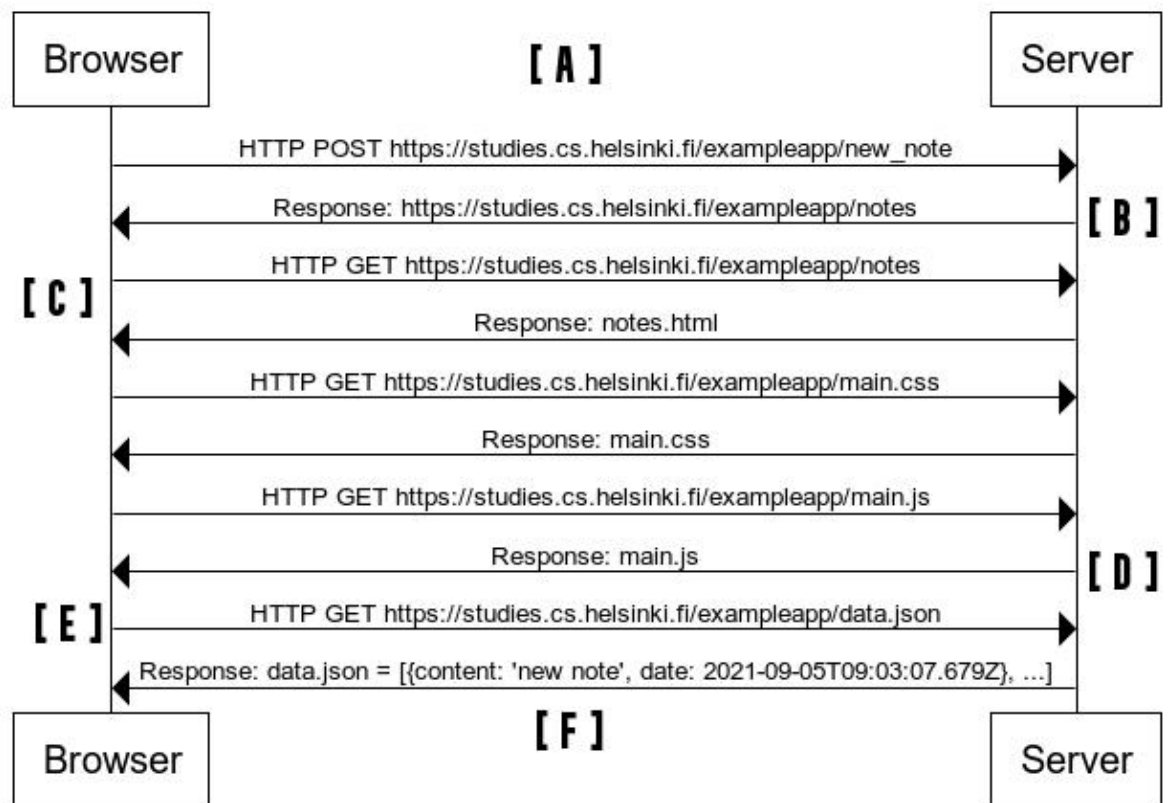 Browser
[ A ]
Server
HTTP POST https://studies.cs.helsinki.fi/exampleapp/new_note
Response: https://studies.cs.helsinki.fi/exampleapp/notes
[ B ]
HTTP GET https://studies.cs.helsinki.fi/exampleapp/notes
[ C ]
Response: notes.html
HTTP GET https://studies.cs.helsinki.fi/exampleapp/main.css
Response: main.css
HTTP GET https://studies.cs.helsinki.fi/exampleapp/main.js
Response: main.js
[ D ]
[ E ]
HTTP GET https://studies.cs.helsinki.fi/exampleapp/data.json
Response: data.json = [{content: 'new note', date: 2021-09-05T09:03:07.679Z}, ...]
[ F ]
Browser
Server